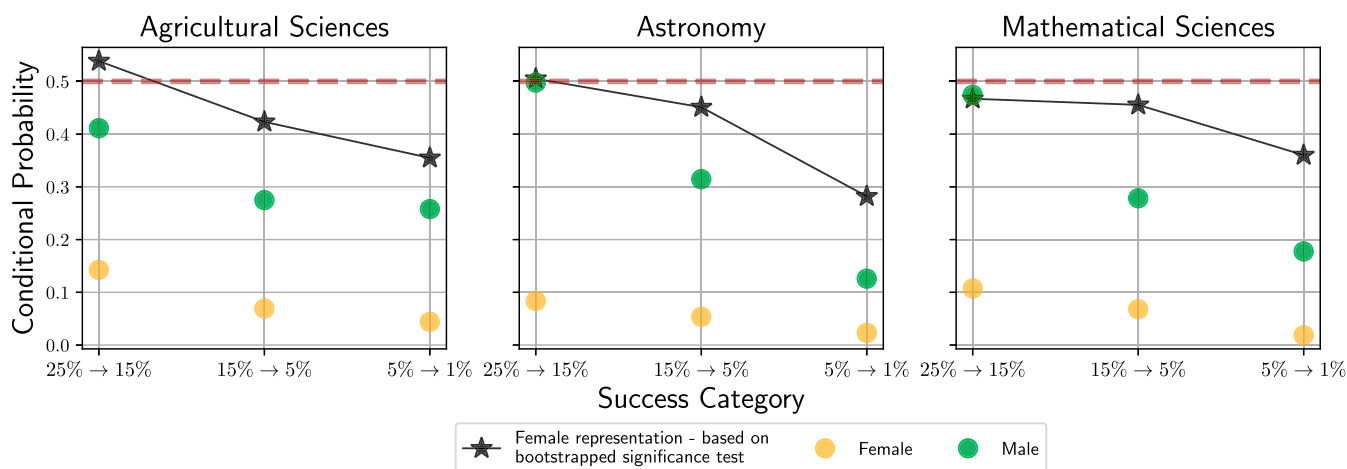 Agricultural Sciences
Astronomy
Mathematical Sciences
Conditional Probability
0.5
0.4
0.3
0.2
0.1
0.0
25% → 15% 15% → 5% 5% → 1%
25% → 15% 15% → 5% 5% → 1%
25% → 15% 15% → 5% 5% → 1%
Success Category
Female representation - based on
bootstrapped significance test
Female
Male